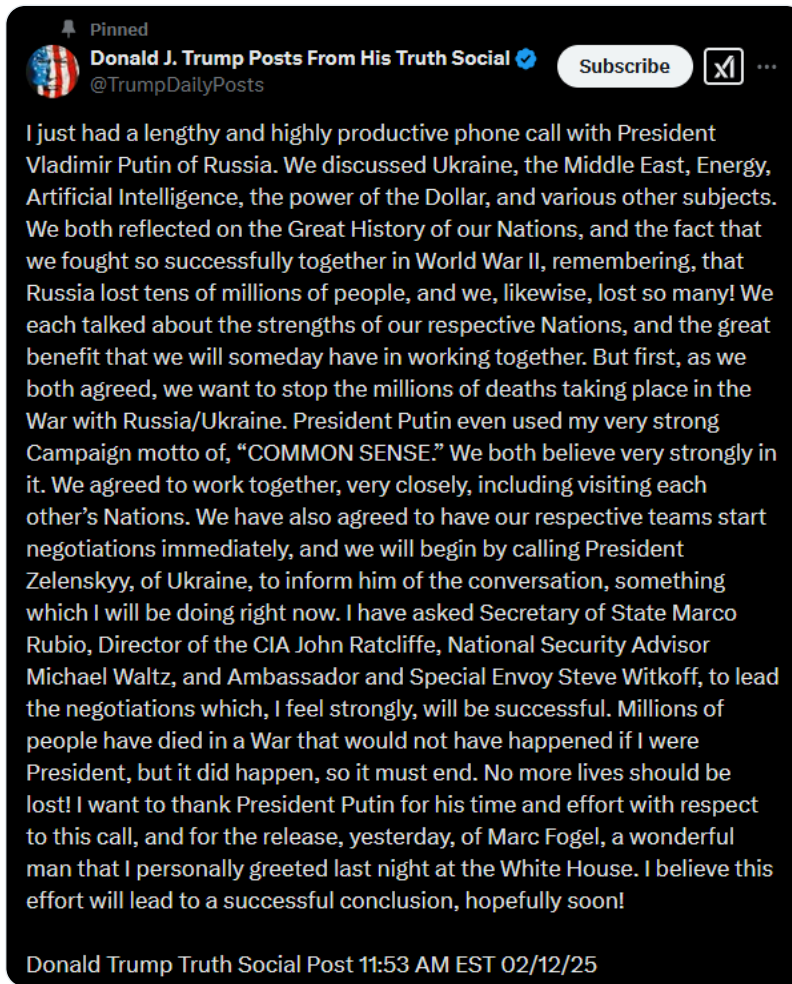 Pinned
Donald J. Trump Posts From His Truth Social
@TrumpDailyPosts
Subscribe
I just had a lengthy and highly productive phone call with President
Vladimir Putin of Russia. We discussed Ukraine, the Middle East, Energy,
Artificial Intelligence, the power of the Dollar, and various other subjects.
We both reflected on the Great History of our Nations, and the fact that
we fought so successfully together in World War II, remembering, that
Russia lost tens of millions of people, and we, likewise, lost so many! We
each talked about the strengths of our respective Nations, and the great
benefit that we will someday have in working together. But first, as we
both agreed, we want to stop the millions of deaths taking place in the
War with Russia/Ukraine. President Putin even used my very strong
Campaign motto of, “COMMON SENSE.” We both believe very strongly in
it. We agreed to work together, very closely, including visiting each
other’s Nations. We have also agreed to have our respective teams start
negotiations immediately, and we will begin by calling President
Zelenskyy, of Ukraine, to inform him of the conversation, something
which I will be doing right now. I have asked Secretary of State Marco
Rubio, Director of the CIA John Ratcliffe, National Security Advisor
Michael Waltz, and Ambassador and Special Envoy Steve Witkoff, to lead
the negotiations which, I feel strongly, will be successful. Millions of
people have died in a War that would not have happened if I were
President, but it did happen, so it must end. No more lives should be
lost! I want to thank President Putin for his time and effort with respect
to this call, and for the release, yesterday, of Marc Fogel, a wonderful
man that I personally greeted last night at the White House. I believe this
effort will lead to a successful conclusion, hopefully soon!
Donald Trump Truth Social Post 11:53 AM EST 02/12/25